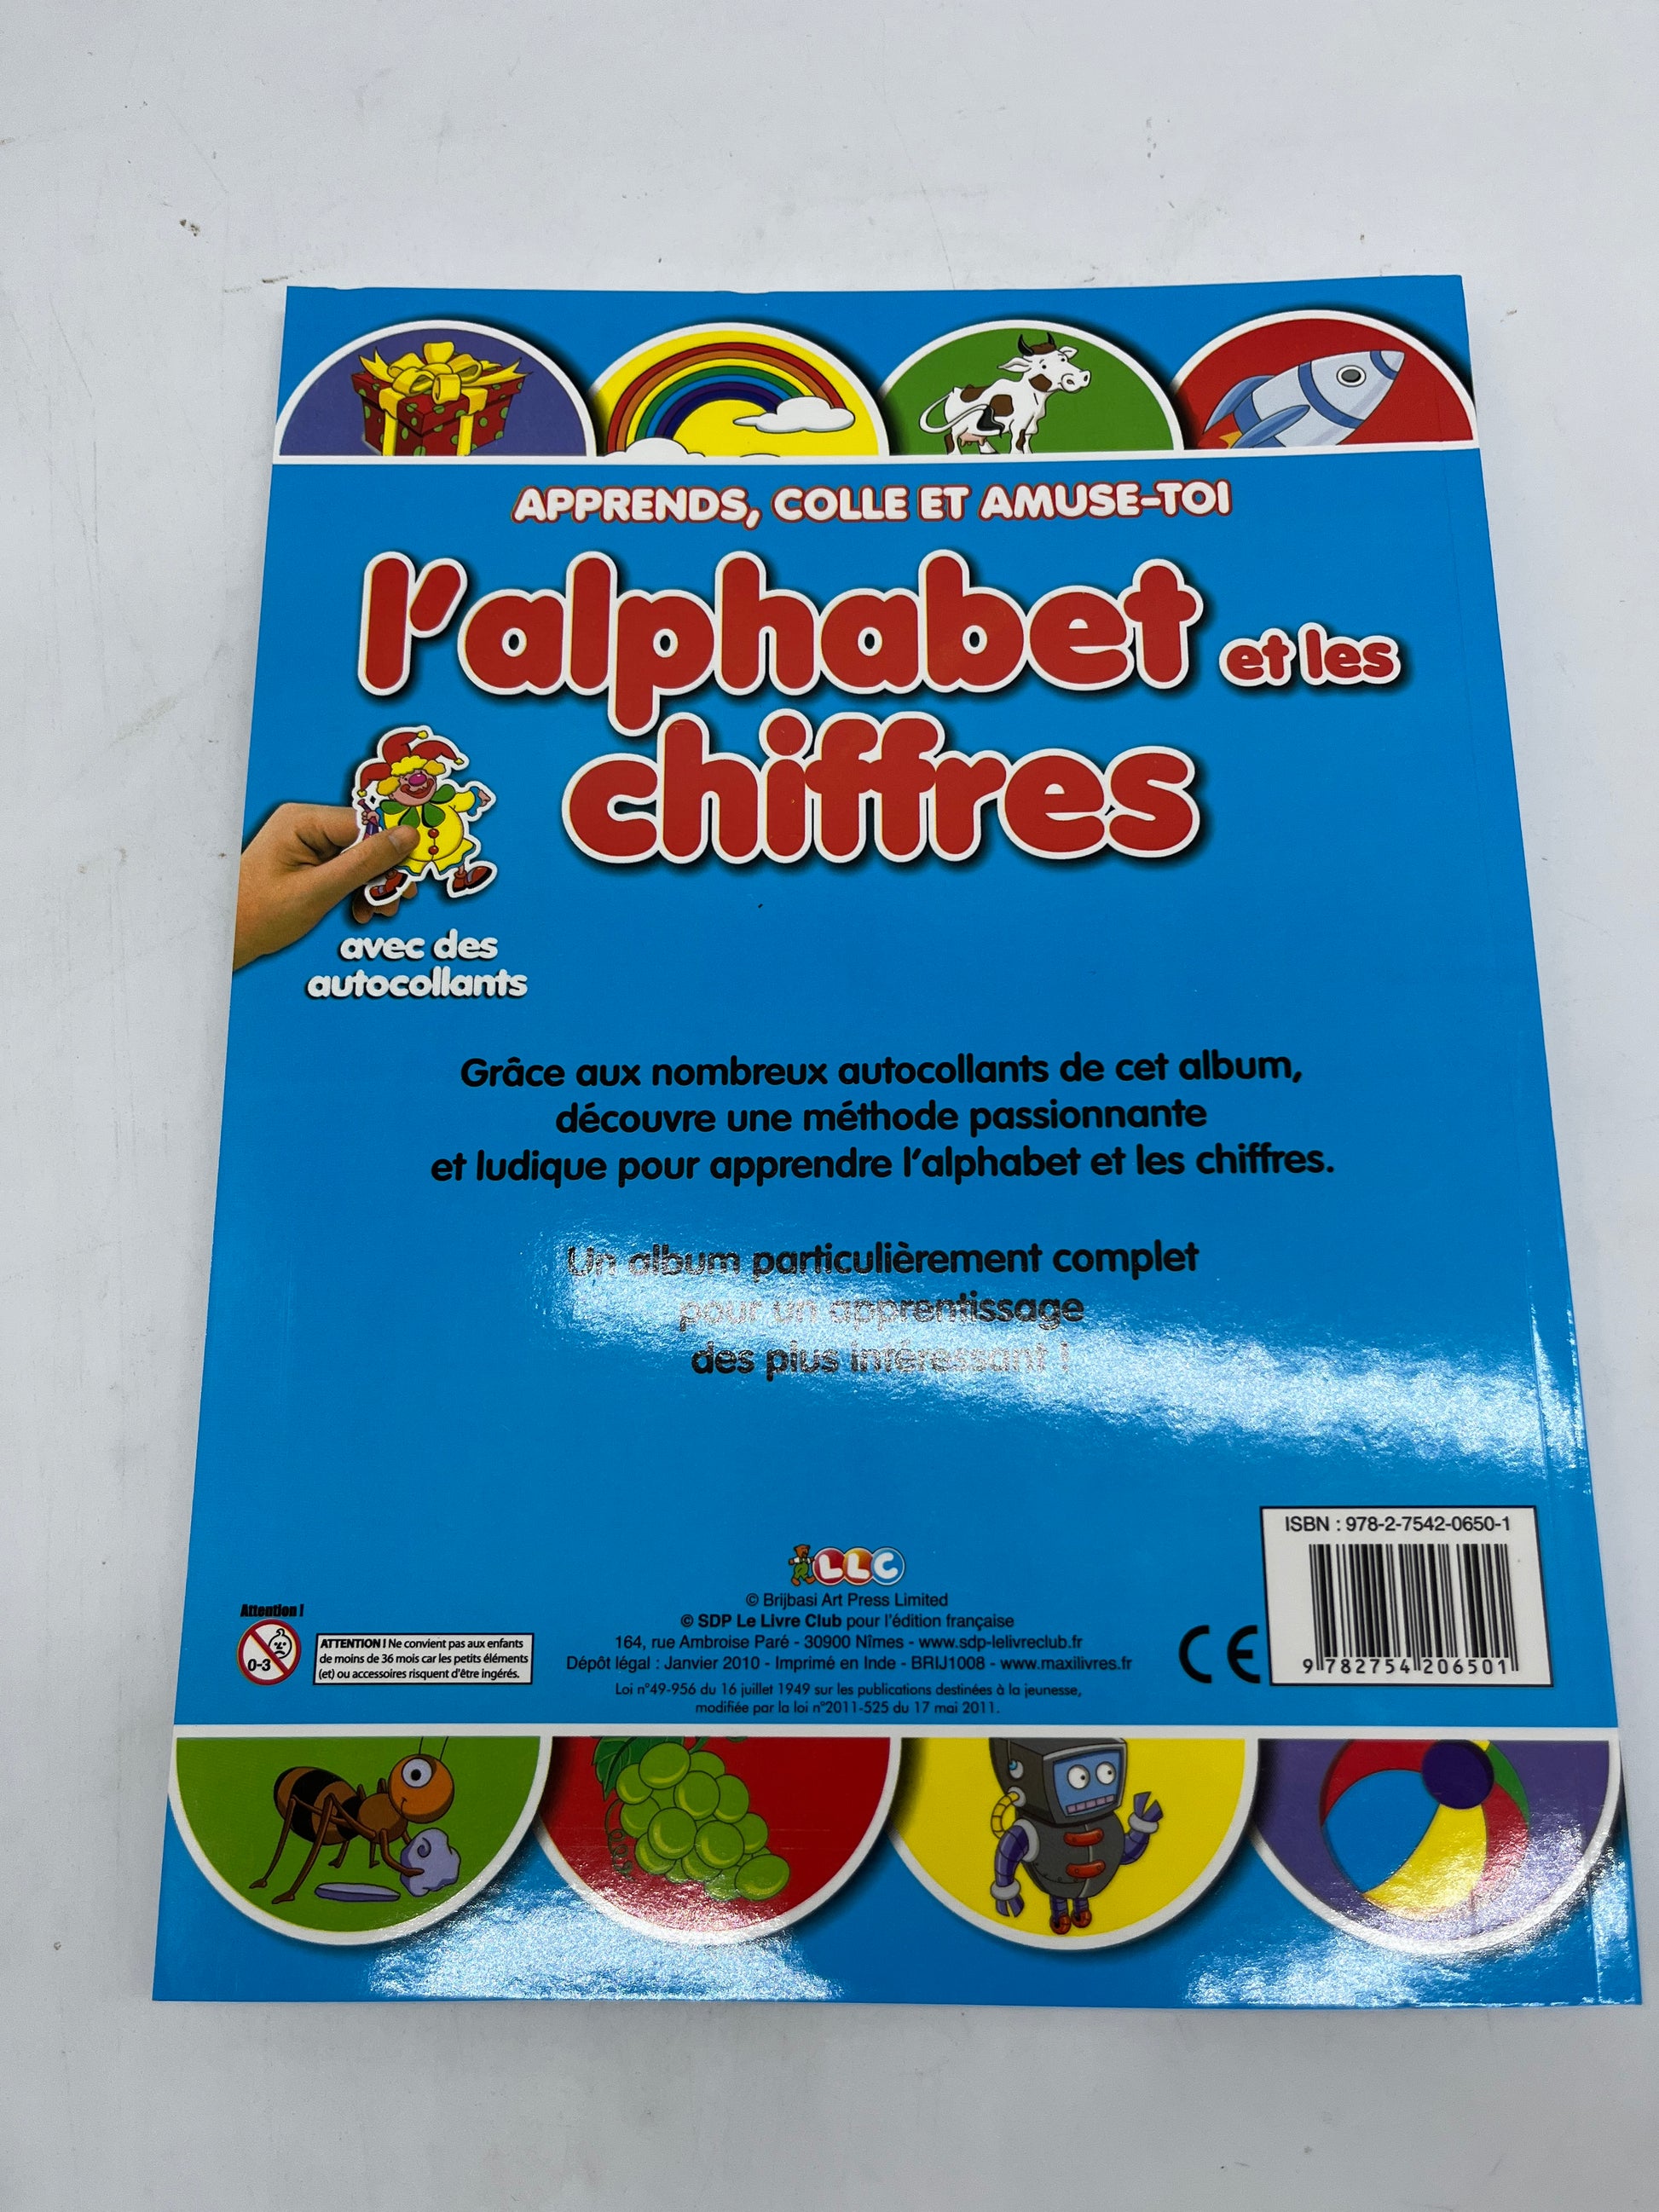 APPRENDS, COLLE ET AMUSE-TOI
l'alphabet et les
chiffres
avec des
autocollants
Grâce aux nombreux autocollants de cet album,
découvre une méthode passionnante
et ludique pour apprendre l'alphabet et les chiffres.
Un album particulièrement complet
pour un apprentissage
des plus intéressant !
ISBN : 978-2-7542-0650-1
9 782754 206501
LLC
© Brijbasi Art Press Limited
© SDP Le Livre Club pour l'édition française
164, rue Ambroise Paré - 30900 Nîmes - www.sdp-lelivreclub.fr
Dépôt légal : Janvier 2010 - Imprimé en Inde - BRIJ1008 - www.maxilivres.fr
Loi n°49-956 du 16 juillet 1949 sur les publications destinées à la jeunesse,
modifiée par la loi n°2011-525 du 17 mai 2011.
CE
Attention !
0-3
ATTENTION ! Ne convient pas aux enfants
de moins de 36 mois car les petits éléments
(et) ou accessoires risquent d'être ingérés.